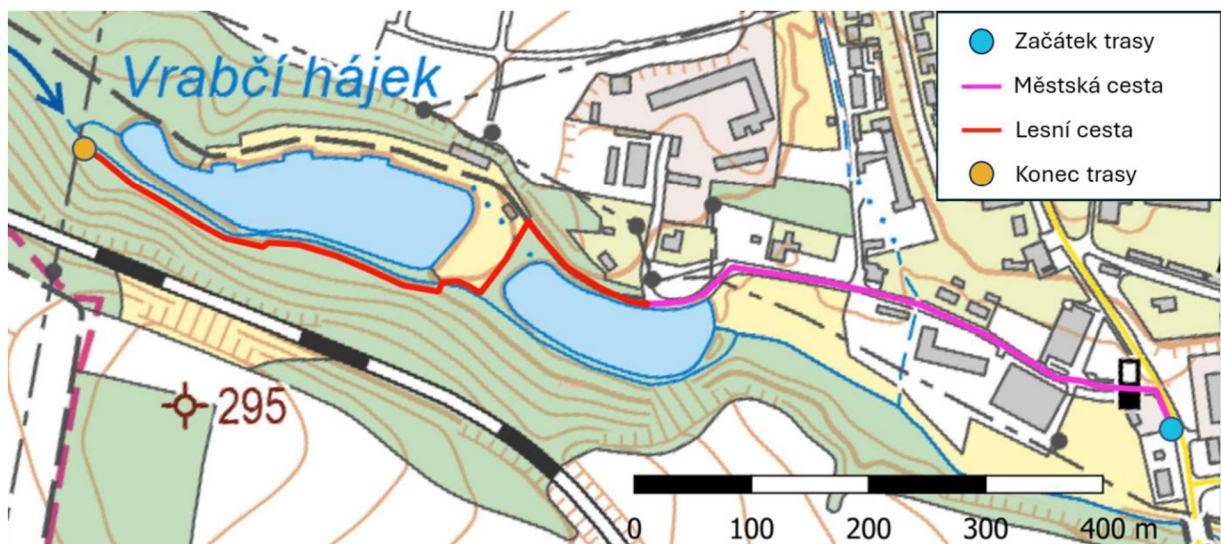 Vrabčí hájek
Začátek trasy
Městská cesta
Lesní cesta
Konec trasy
295
0 100 200 300 400 m